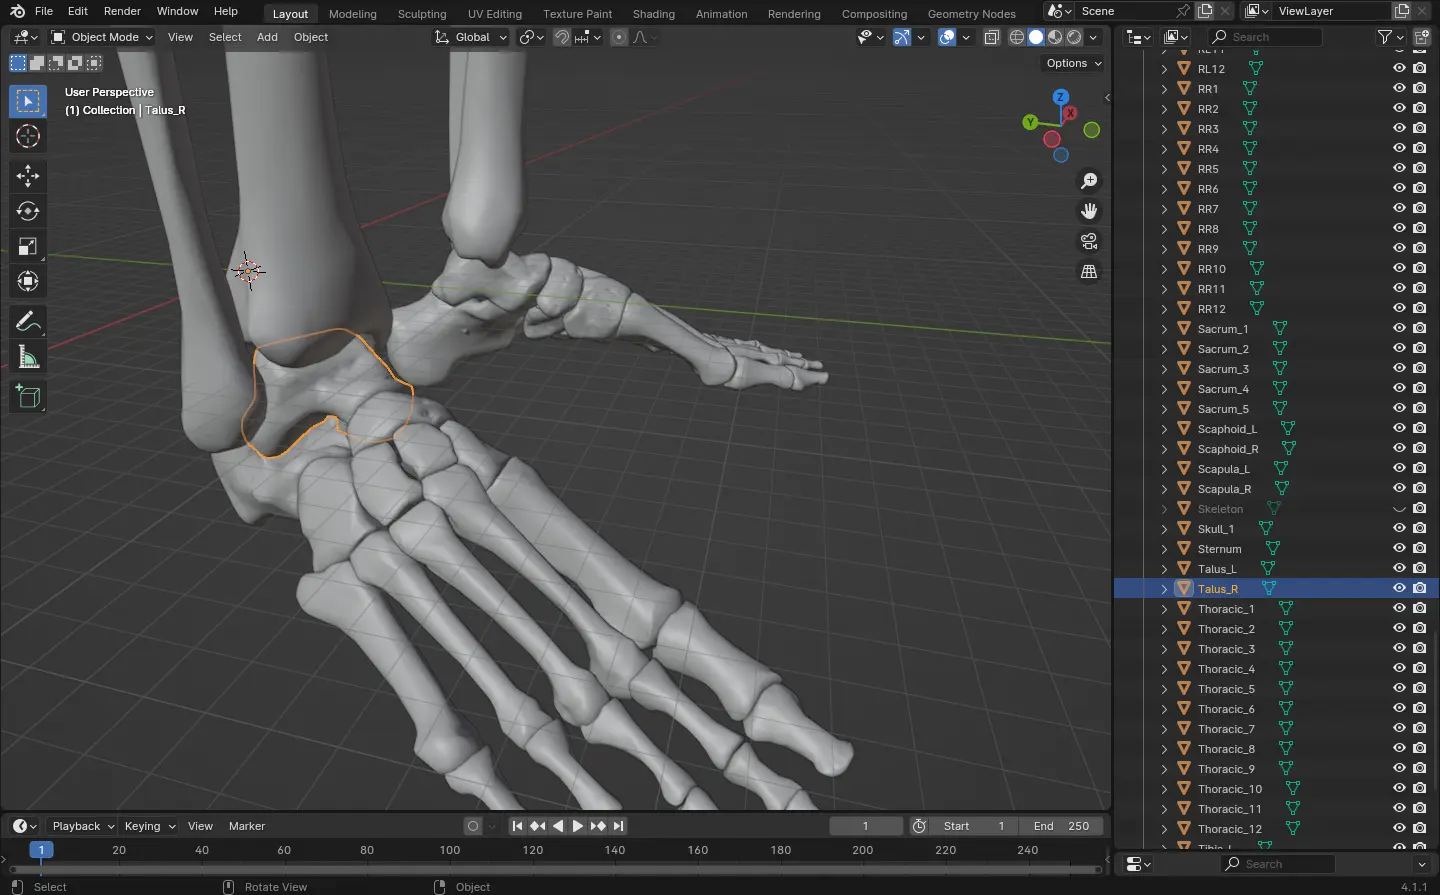 File Edit Render Window Help Layout Modeling Sculpting UV Editing Texture Paint Shading Animation Rendering Compositing Geometry Nodes Scene ViewLayer
Object Mode View Select Add Object Global Search
Options
User Perspective
(1) Collection | Talus_R
Z
X
Y
RL11
RL12
RR1
RR2
RR3
RR4
RR5
RR6
RR7
RR8
RR9
RR10
RR11
RR12
Sacrum_1
Sacrum_2
Sacrum_3
Sacrum_4
Sacrum_5
Scaphoid_L
Scaphoid_R
Scapula_L
Scapula_R
Skeleton
Skull_1
Sternum
Talus_L
Talus_R
Thoracic_1
Thoracic_2
Thoracic_3
Thoracic_4
Thoracic_5
Thoracic_6
Thoracic_7
Thoracic_8
Thoracic_9
Thoracic_10
Thoracic_11
Thoracic_12
Tibia_L
Playback Keying View Marker 1 Start 1 End 250
1 20 40 60 80 100 120 140 160 180 200 220 240
Search
Select Rotate View Object 4.1.1